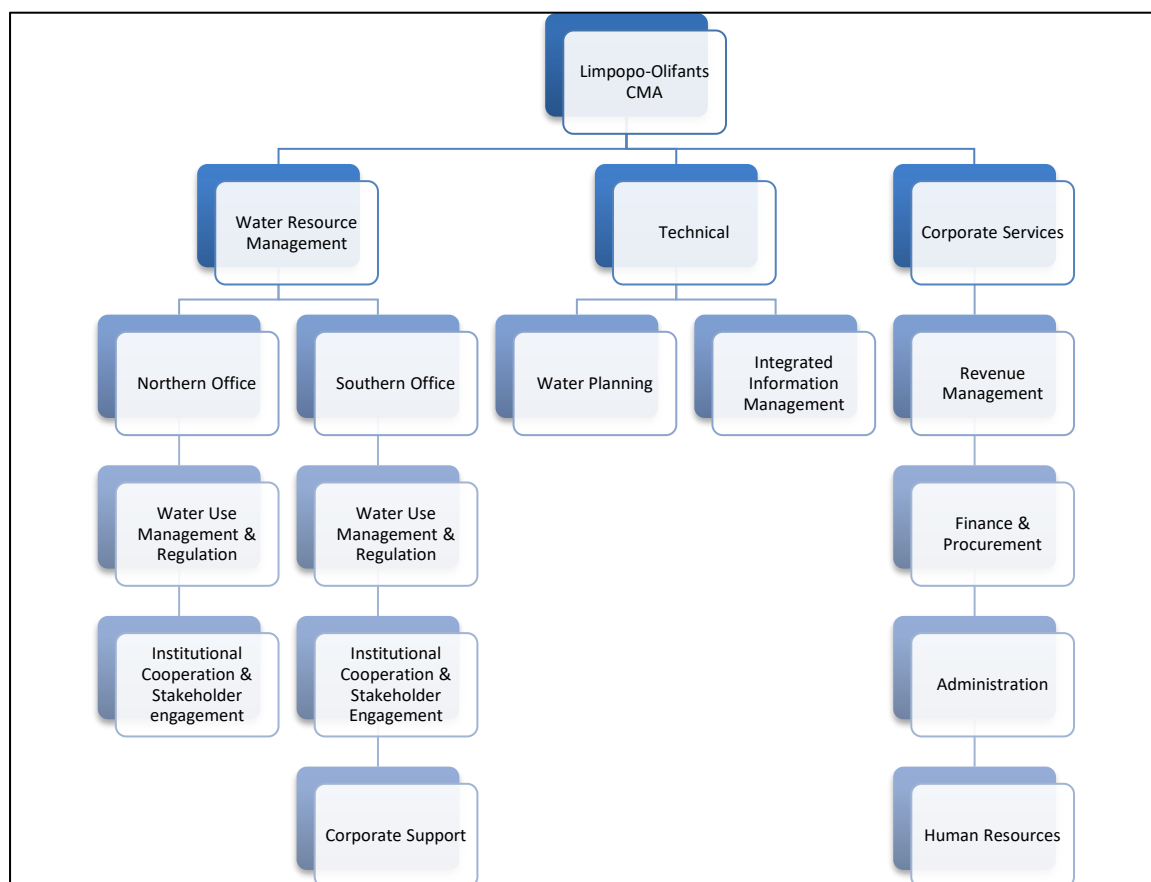 Limpopo-Olifants
CMA
Water Resource
Management
Technical
Corporate Services
Northern Office
Southern Office
Water Planning
Integrated
Information
Management
Revenue
Management
Water Use
Management &
Regulation
Water Use
Management &
Regulation
Finance &
Procurement
Institutional
Cooperation &
Stakeholder
engagement
Institutional
Cooperation &
Stakeholder
Engagement
Administration
Corporate Support
Human Resources